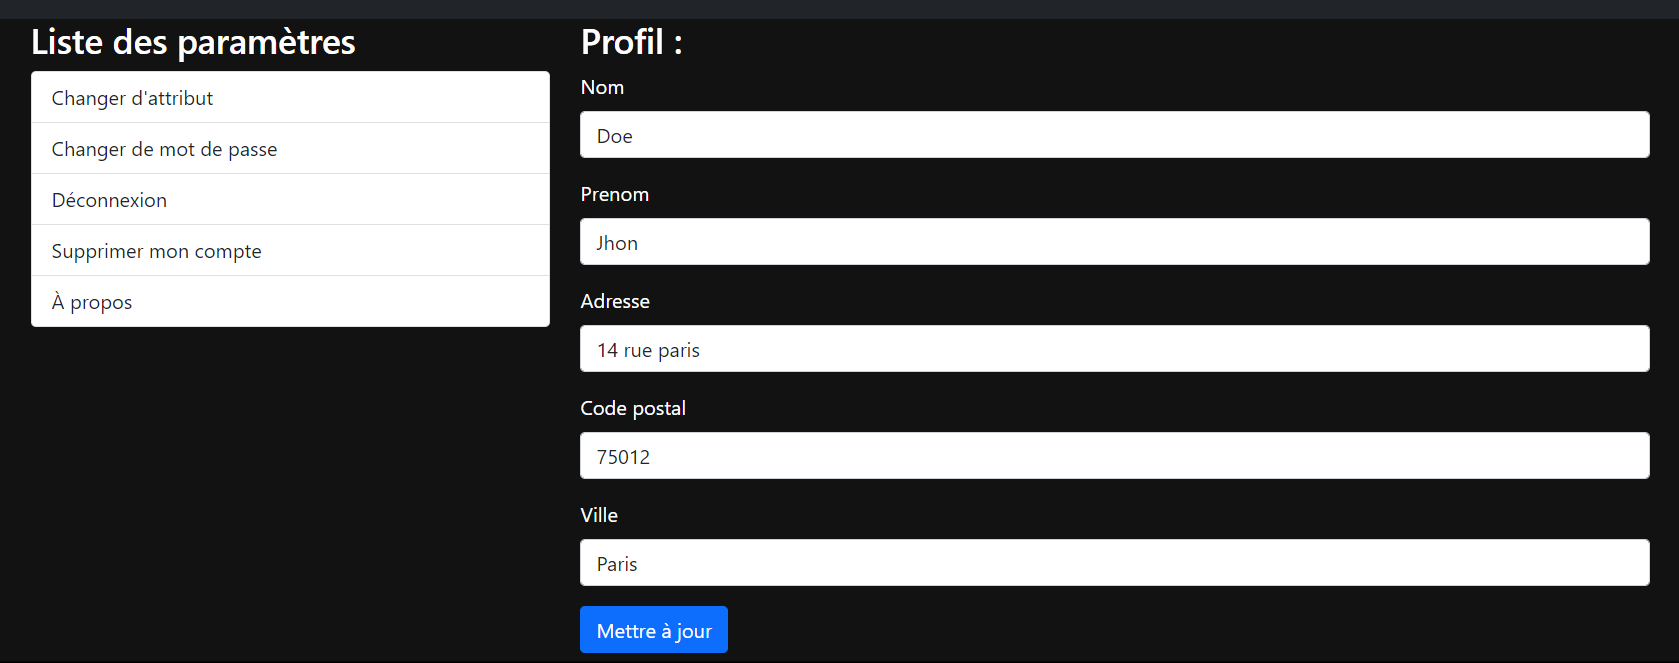 Liste des paramètres
Changer d'attribut
Changer de mot de passe
Déconnexion
Supprimer mon compte
À propos
Profil :
Nom
Doe
Prenom
Jhon
Adresse
14 rue paris
Code postal
75012
Ville
Paris
Mettre à jour